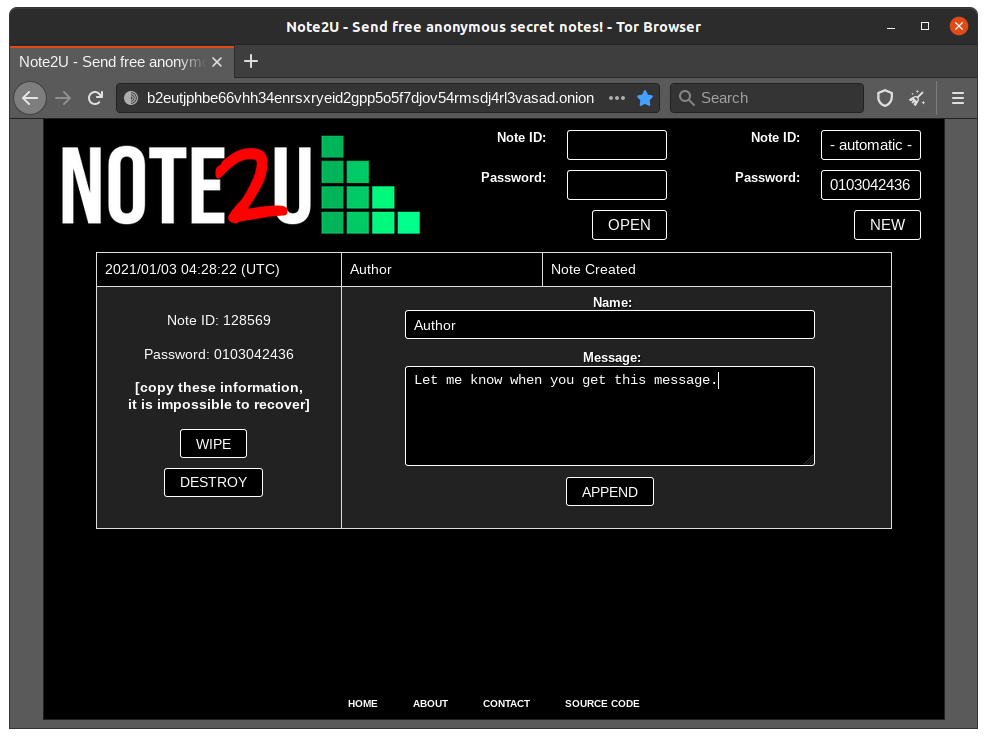 Note2U - Send free anonymous secret notes! - Tor Browser
Note2U - Send free anonym
b2eutjphbe66vhh34enrsxryeid2gpp5o5f7djov54rmsdj4rl3vasad.onion
Search
NOTE2U
Note ID:
Password:
OPEN
Note ID: - automatic -
Password: 0103042436
NEW
2021/01/03 04:28:22 (UTC) Author Note Created
Note ID: 128569
Password: 0103042436
[copy these information,
it is impossible to recover]
WIPE
DESTROY
Name:
Author
Message:
Let me know when you get this message.
APPEND
HOME ABOUT CONTACT SOURCE CODE